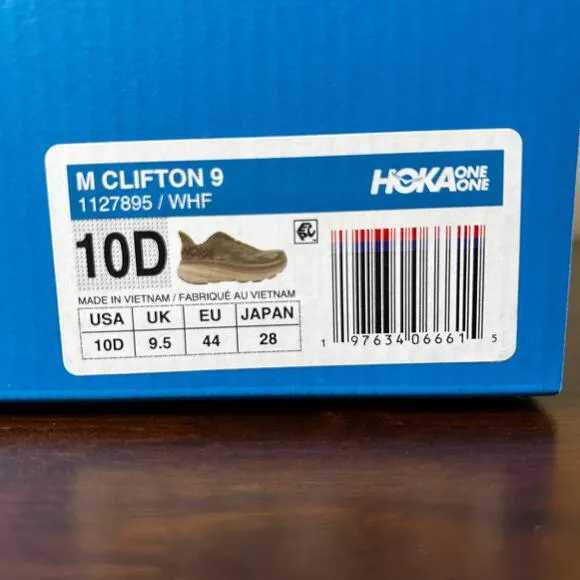 M CLIFTON 9
1127895 / WHF
HOKA ONE ONE
10D
MADE IN VIETNAM / FABRIQUÉ AU VIETNAM
USA UK EU JAPAN
10D 9.5 44 28
1 97634 06661 5